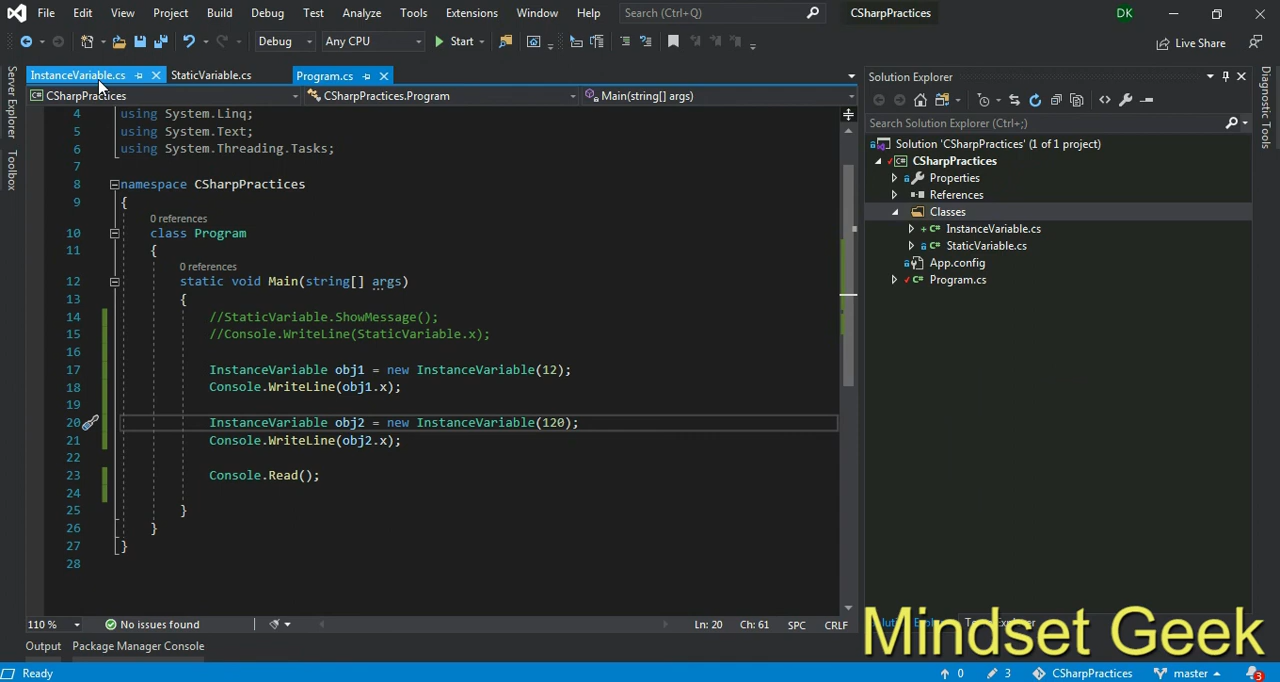 File Edit View Project Build Debug Test Analyze Tools Extensions Window Help Search (Ctrl+Q) CSharpPractices DK
Debug Any CPU Start Live Share
Server Explorer
Toolbox
InstanceVariable.cs StaticVariable.cs Program.cs
CSharpPractices CSharpPractices.Program Main(string[] args)
4 using System.Linq;
5 using System.Text;
6 using System.Threading.Tasks;
7
8 namespace CSharpPractices
9 {
0 references
10 class Program
11 {
0 references
12 static void Main(string[] args)
13 {
14 //StaticVariable.ShowMessage();
15 //Console.WriteLine(StaticVariable.x);
16
17 InstanceVariable obj1 = new InstanceVariable(12);
18 Console.WriteLine(obj1.x);
19
20 InstanceVariable obj2 = new InstanceVariable(120);
21 Console.WriteLine(obj2.x);
22
23 Console.Read();
24
25 }
26 }
27 }
28
110 % No issues found Ln: 20 Ch: 61 SPC CRLF
Output Package Manager Console
Ready 0 3 CSharpPractices master 3
Solution Explorer
Search Solution Explorer (Ctrl+;)
Solution 'CSharpPractices' (1 of 1 project)
CSharpPractices
Properties
References
Classes
InstanceVariable.cs
StaticVariable.cs
App.config
Program.cs
Diagnostic Tools
Mindset Geek